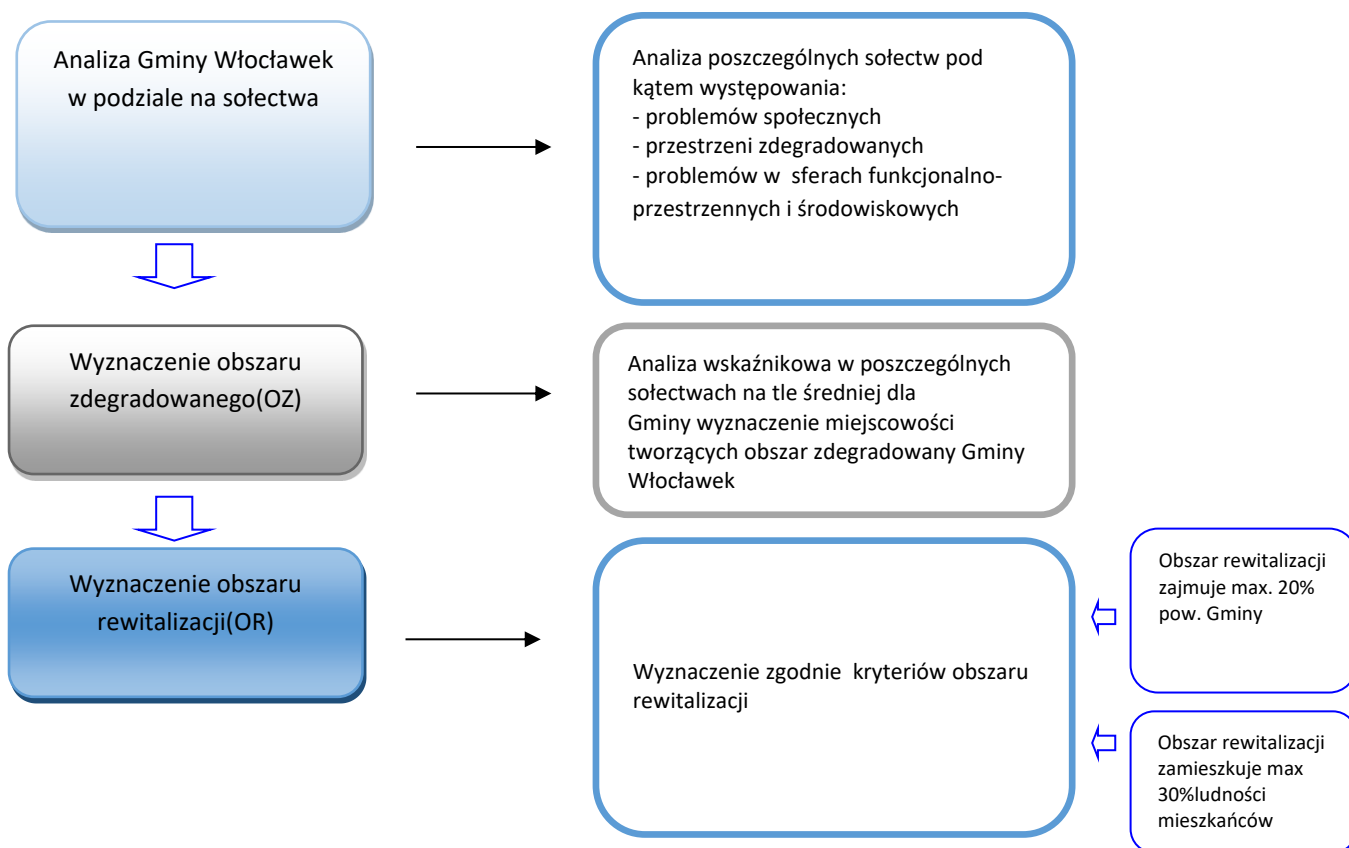 Analiza Gminy Włocławek
w podziale na sołectwa
Analiza poszczególnych sołectw pod
kątem występowania:
- problemów społecznych
- przestrzeni zdegradowanych
- problemów w  sferach funkcjonalno-
przestrzennych i środowiskowych
Wyznaczenie obszaru
zdegradowanego(OZ)
Analiza wskaźnikowa w poszczególnych
sołectwach na tle średniej dla
Gminy wyznaczenie miejscowości
tworzących obszar zdegradowany Gminy
Włocławek
Wyznaczenie obszaru
rewitalizacji(OR)
Wyznaczenie zgodnie  kryteriów obszaru
rewitalizacji
Obszar rewitalizacji
zajmuje max. 20%
pow. Gminy
Obszar rewitalizacji
zamieszkuje max
30%ludności
mieszkańców